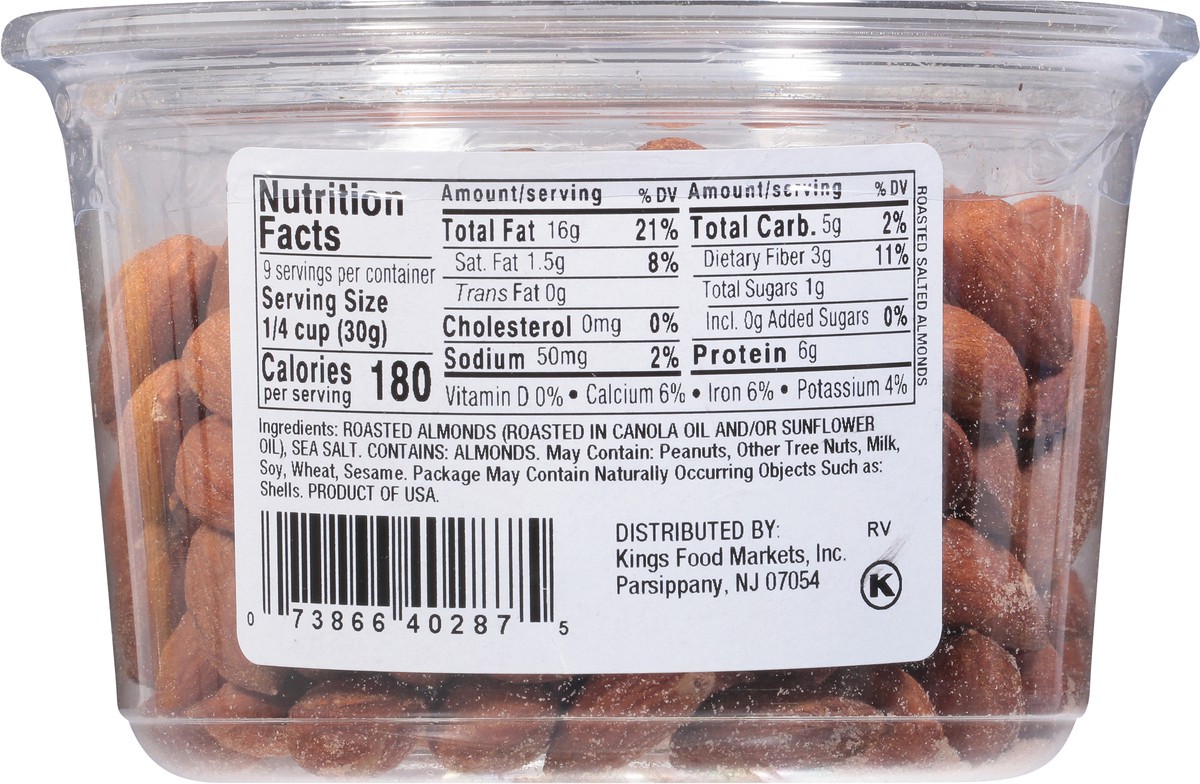 Nutrition
Facts
9 servings per container
Serving Size
1/4 cup (30g)
Calories
per serving
180
Amount/serving % DV
Total Fat 16g 21%
Sat. Fat 1.5g 8%
Trans Fat 0g
Cholesterol 0mg 0%
Sodium 50mg 2%
Amount/serving % DV
Total Carb. 5g 2%
Dietary Fiber 3g 11%
Total Sugars 1g
Incl. 0g Added Sugars 0%
Protein 6g
Vitamin D 0% • Calcium 6% • Iron 6% • Potassium 4%
ROASTED SALTED ALMONDS
Ingredients: ROASTED ALMONDS (ROASTED IN CANOLA OIL AND/OR SUNFLOWER
OIL), SEA SALT. CONTAINS: ALMONDS. May Contain: Peanuts, Other Tree Nuts, Milk,
Soy, Wheat, Sesame. Package May Contain Naturally Occurring Objects Such as:
Shells. PRODUCT OF USA.
0 73866 40287 5
DISTRIBUTED BY:
Kings Food Markets, Inc.
Parsippany, NJ 07054
RV
K